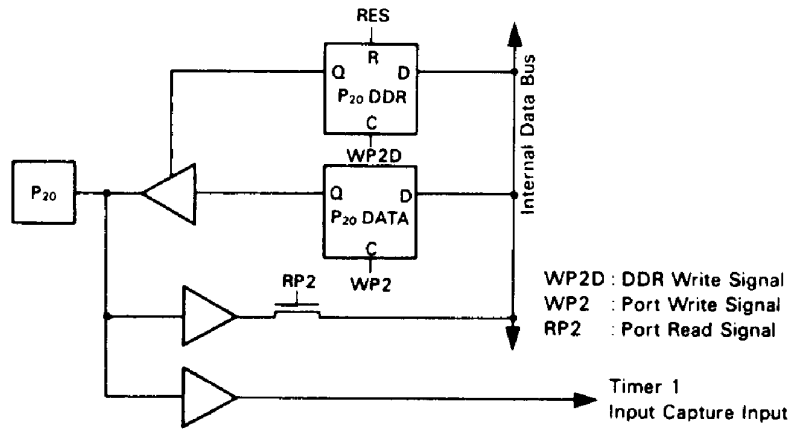 RES
R
Q D
P₂₀ DDR
C
WP2D
Internal Data Bus
P₂₀
Q D
P₂₀ DATA
C
WP2
RP2
WP2D : DDR Write Signal
WP2 : Port Write Signal
RP2 : Port Read Signal
Timer 1
Input Capture Input